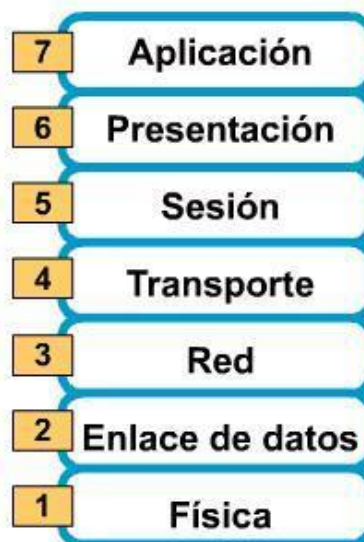 7 Aplicación
6 Presentación
5 Sesión
4 Transporte
3 Red
2 Enlace de datos
1 Física